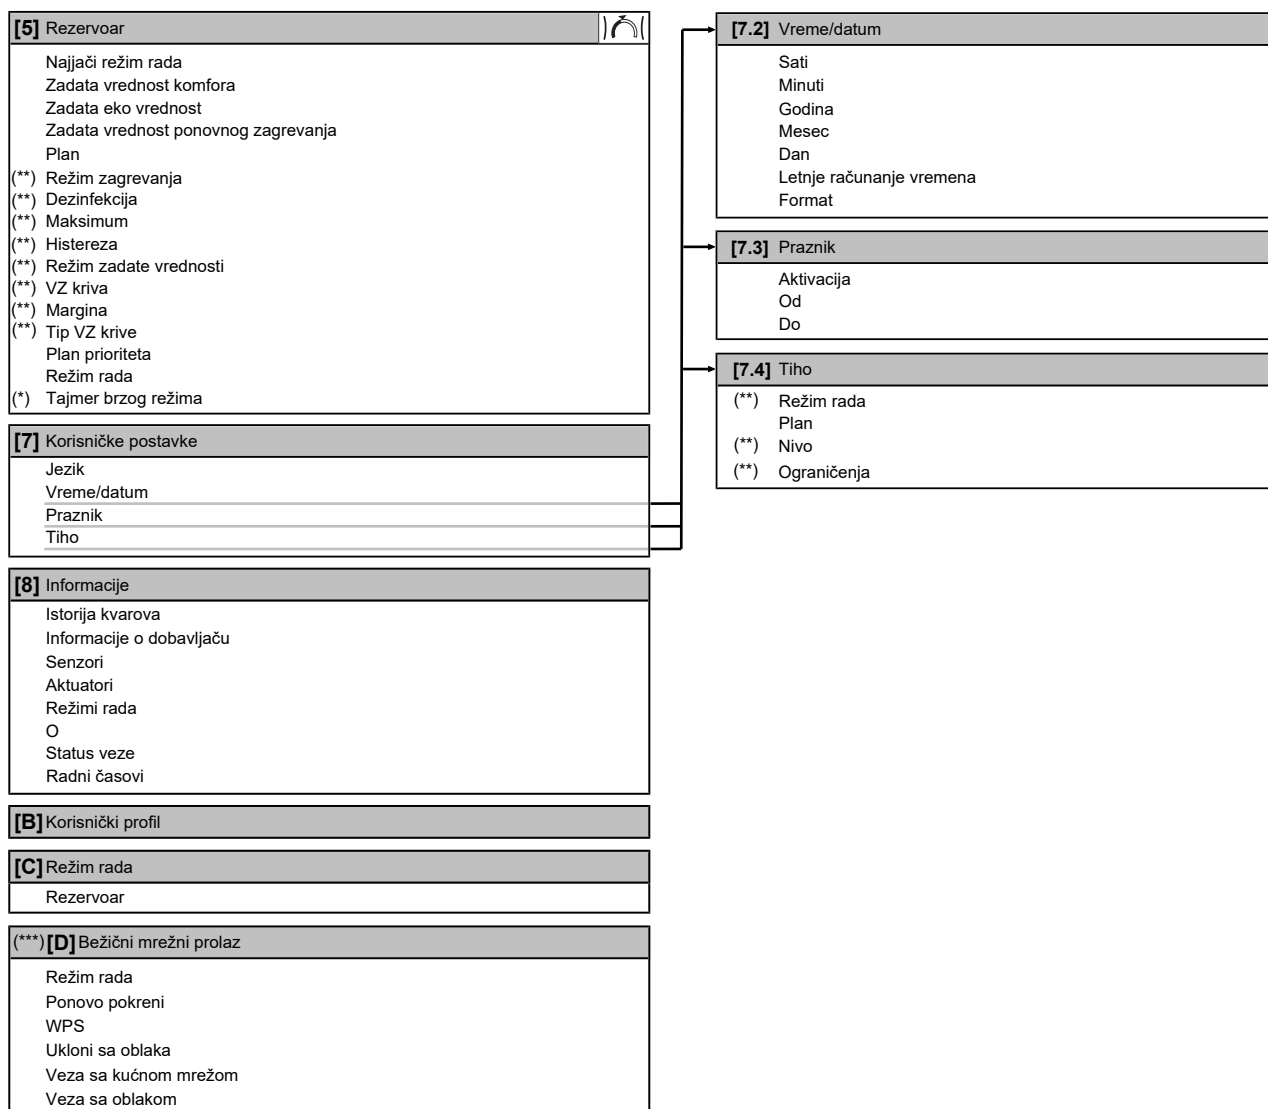 [5] Rezervoar
Najjači režim rada
Zadata vrednost komfora
Zadata eko vrednost
Zadata vrednost ponovnog zagrevanja
Plan
(**) Režim zagrevanja
(**) Dezinfekcija
(**) Maksimum
(**) Histereza
(**) Režim zadate vrednosti
(**) VZ kriva
(**) Margina
(**) Tip VZ krive
Plan prioriteta
Režim rada
(*) Tajmer brzog režima
[7] Korisničke postavke
Jezik
Vreme/datum
Praznik
Tiho
[8] Informacije
Istorija kvarova
Informacije o dobavljaču
Senzori
Aktuatori
Režimi rada
O
Status veze
Radni časovi
[B] Korisnički profil
[C] Režim rada
Rezervoar
(***) [D] Bežični mrežni prolaz
Režim rada
Ponovo pokreni
WPS
Ukloni sa oblaka
Veza sa kućnom mrežom
Veza sa oblakom
[7.2] Vreme/datum
Sati
Minuti
Godina
Mesec
Dan
Letnje računanje vremena
Format
[7.3] Praznik
Aktivacija
Od
Do
[7.4] Tiho
(**) Režim rada
Plan
(**) Nivo
(**) Ograničenja